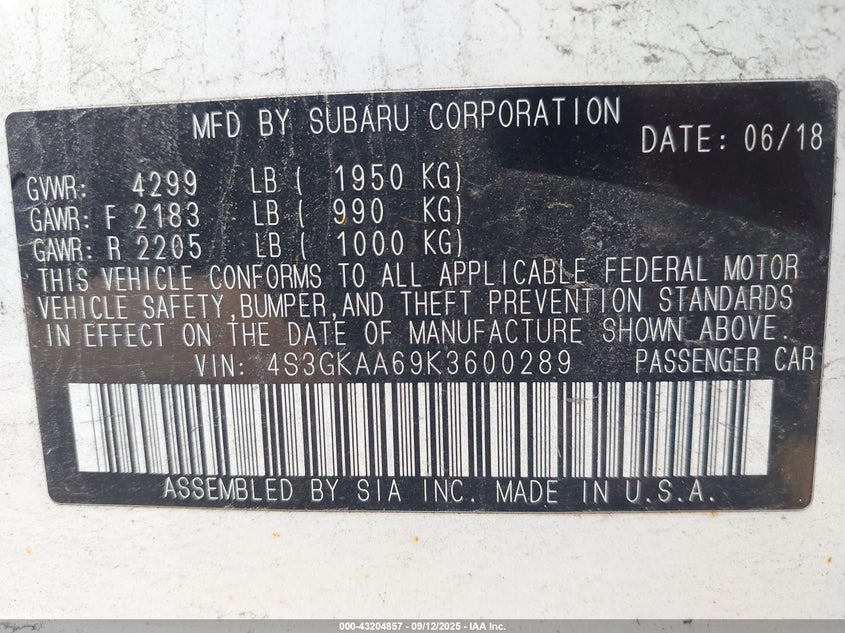 MFD BY SUBARU CORPORATION
DATE: 06/18
GVWR: 4299 LB ( 1950 KG)
GAWR: F 2183 LB ( 990 KG)
GAWR: R 2205 LB ( 1000 KG)
THIS VEHICLE CONFORMS TO ALL APPLICABLE FEDERAL MOTOR
VEHICLE SAFETY,BUMPER,AND THEFT PREVENTION STANDARDS
IN EFFECT ON THE DATE OF MANUFACTURE SHOWN ABOVE.
VIN: 4S3GKAA69K3600289 PASSENGER CAR
ASSEMBLED BY SIA INC. MADE IN U.S.A.
000-43204857 - 09/12/2025 - IAA Inc.